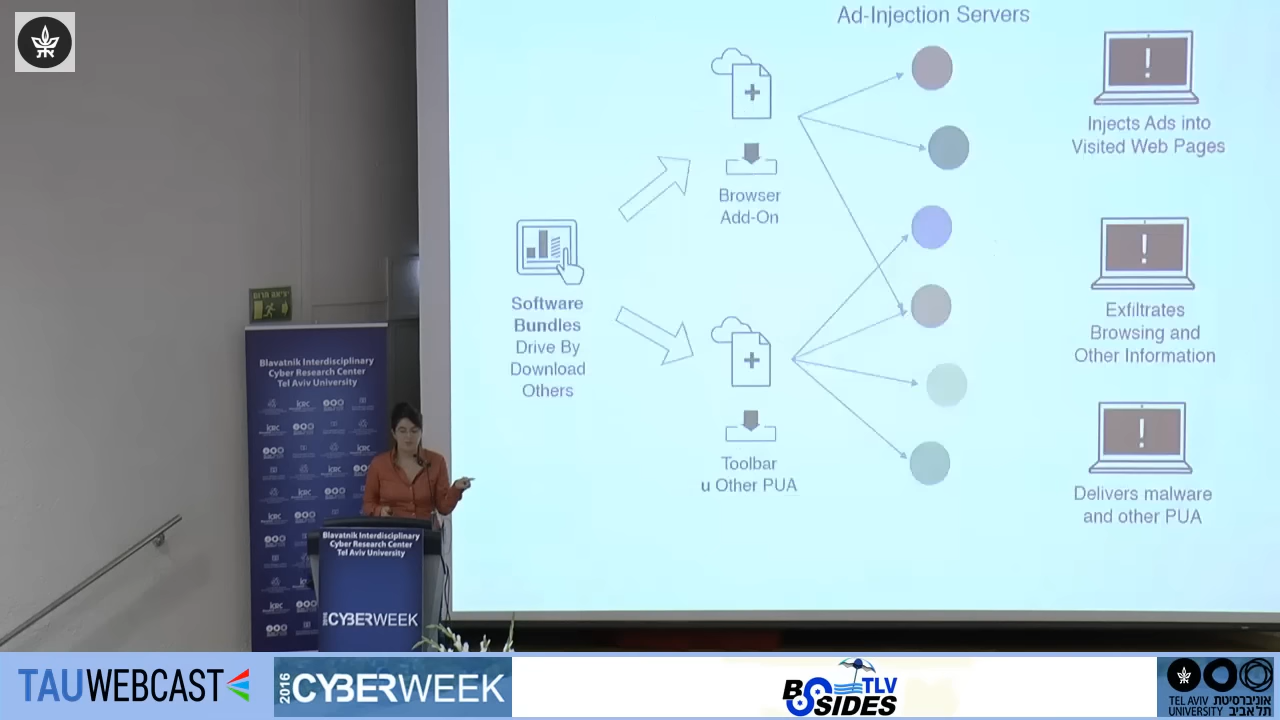 Ad-Injection Servers
Injects Ads into
Visited Web Pages
Browser
Add-On
Software
Bundles
Drive By
Download
Others
Exfiltrates
Browsing and
Other Information
Toolbar
u Other PUA
Delivers malware
and other PUA
יציאת חרום
Blavatnik Interdisciplinary
Cyber Research Center
Tel Aviv University
Blavatnik Interdisciplinary
Cyber Research Center
Tel Aviv University
2016 CYBERWEEK
TAUWEBCAST
2016 CYBERWEEK
BSIDES TLV
TEL AVIV אוניברסיטת
UNIVERSITY תל אביב